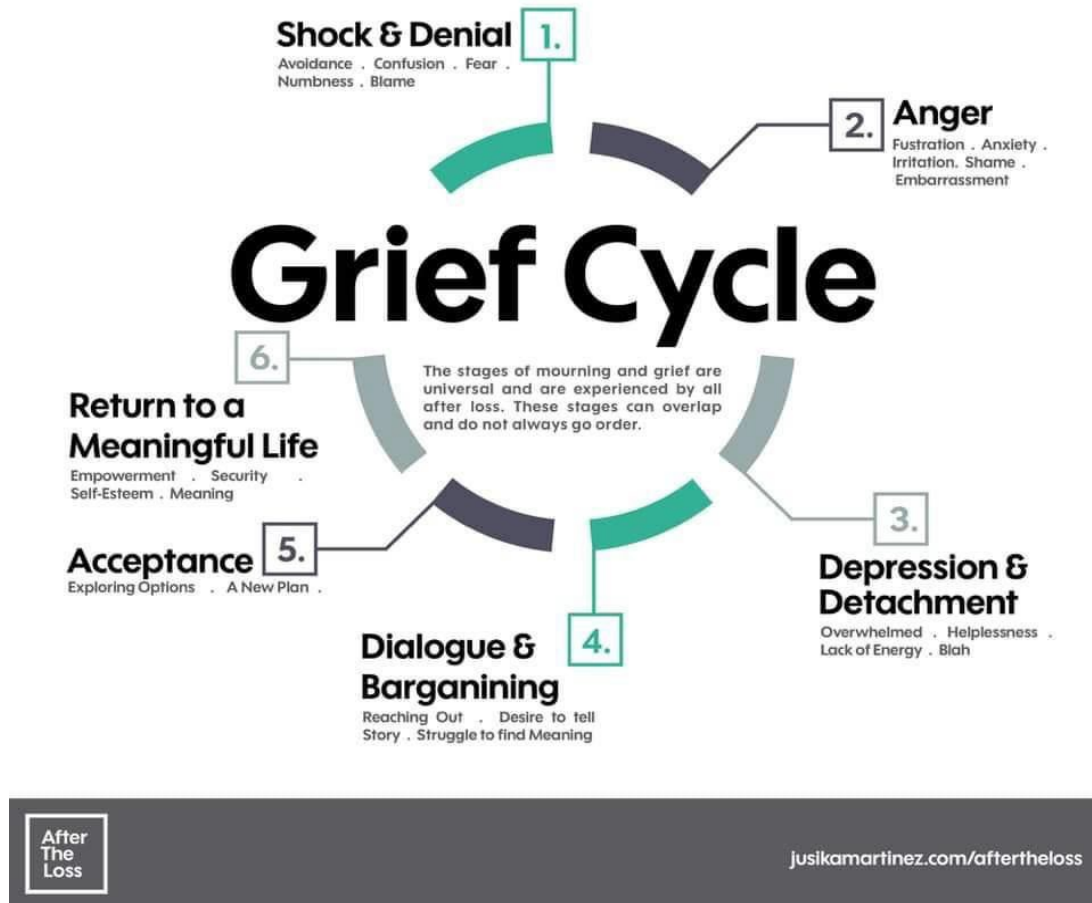 Shock & Denial
1.
Avoidance . Confusion . Fear .
Numbness . Blame
2.
Anger
Fustration . Anxiety .
Irritation. Shame .
Embarrassment
Grief Cycle
The stages of mourning and grief are
universal and are experienced by all
after loss. These stages can overlap
and do not always go order.
3.
Depression &
Detachment
Overwhelmed . Helplessness .
Lack of Energy . Blah
4.
Dialogue &
Barganining
Reaching Out . Desire to tell
Story . Struggle to find Meaning
5.
Acceptance
Exploring Options . A New Plan .
6.
Return to a
Meaningful Life
Empowerment . Security .
Self-Esteem . Meaning
After
The
Loss
jusikamartinez.com/aftertheloss